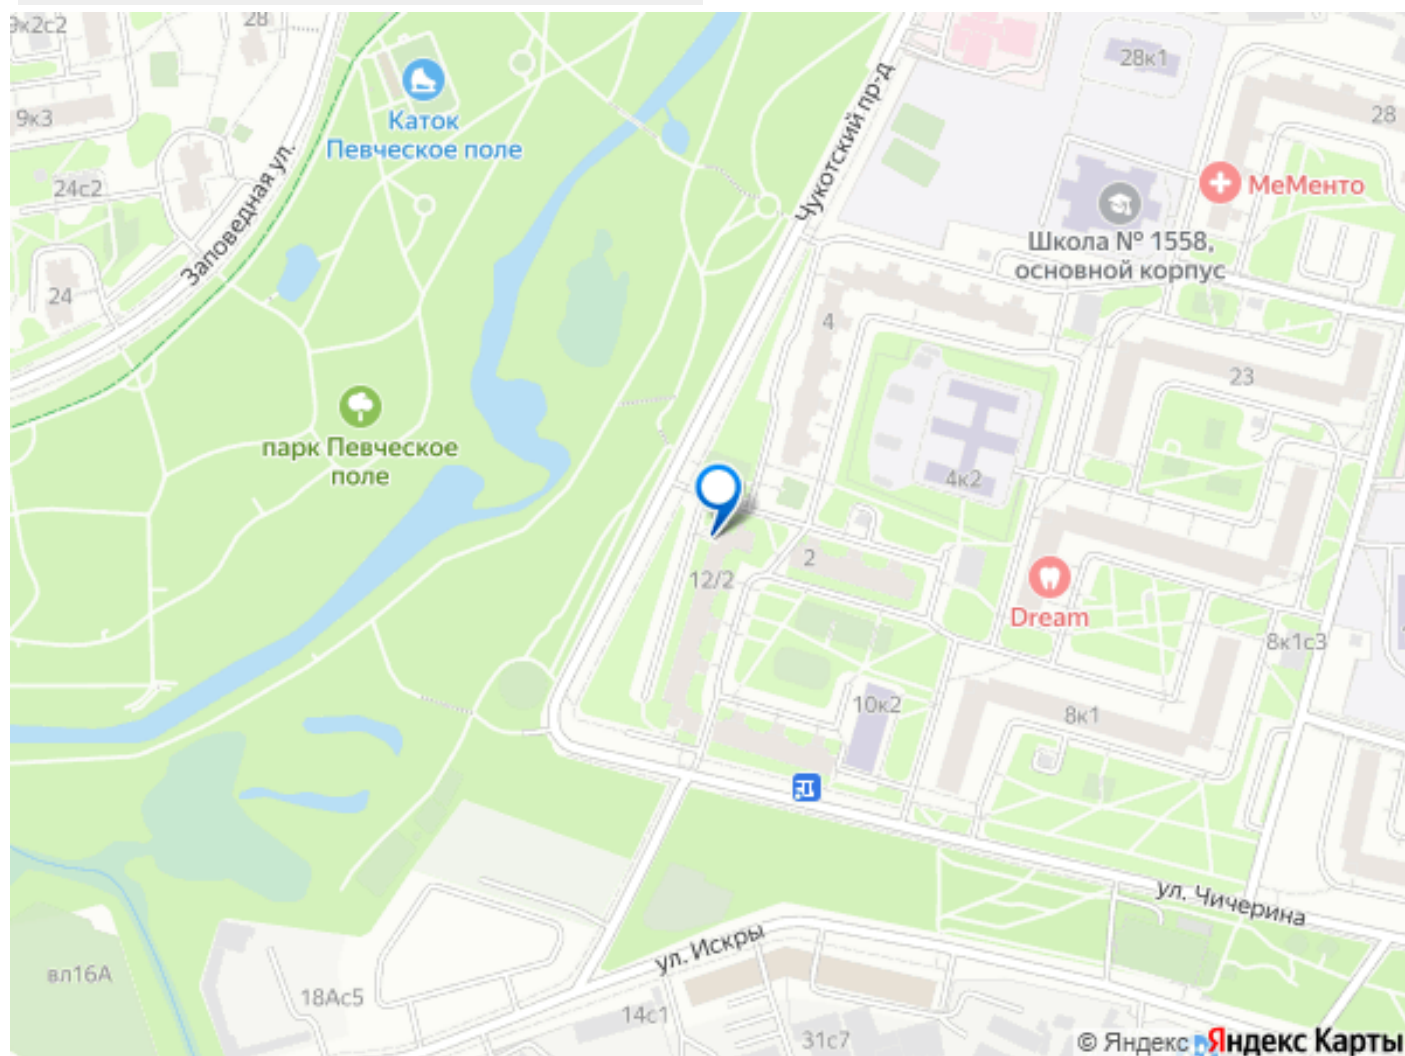 9к2с2
28
28к1
Каток
Певческое поле
Чукотский пр-д
28
9к3
24с2
Заповедная ул.
МеМенто
Школа № 1558,
основной корпус
24
4
23
парк Певческое
поле
4к2
12/2
2
Dream
8к1с3
10к2
8к1
ул. Чичерина
ул. Искры
вл16А
18Ас5
14с1
31с7
© Яндекс Яндекс Карты